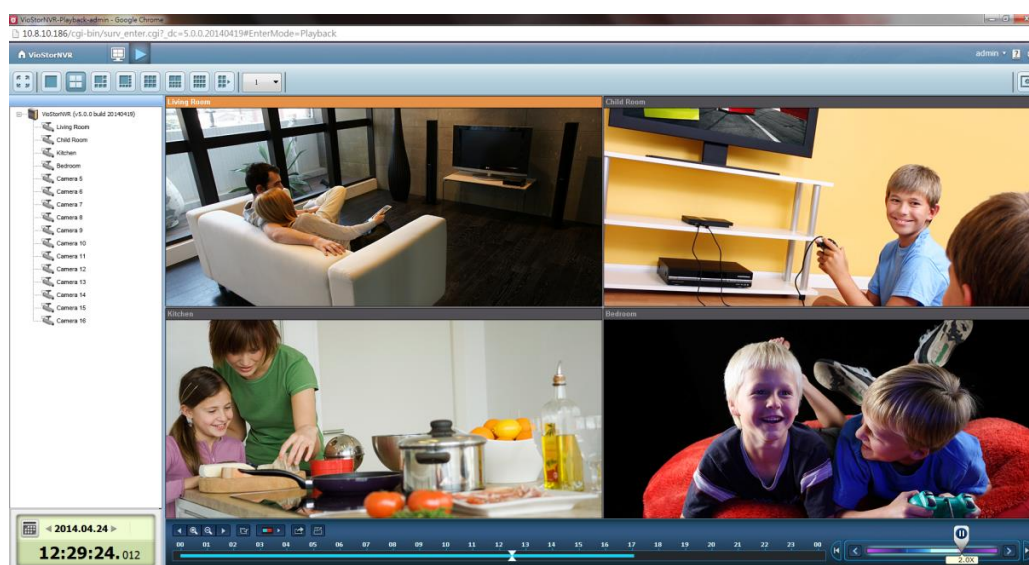 VioStorNVR-Playback-admin - Google Chrome
10.8.10.186/cgi-bin/surv_enter.cgi?_dc=5.0.0.20140419#EnterMode=Playback
VioStorNVR
admin
?
1
VioStorNVR (v5.0.0 build 20140419)
Living Room
Child Room
Kitchen
Bedroom
Camera 5
Camera 6
Camera 7
Camera 8
Camera 9
Camera 10
Camera 11
Camera 12
Camera 13
Camera 14
Camera 15
Camera 16
Living Room
Child Room
Kitchen
Bedroom
2014.04.24
12:29:24. 012
00 01 02 03 04 05 06 07 08 09 10 11 12 13 14 15 16 17 18 19 20 21 22 23 00
2.0X